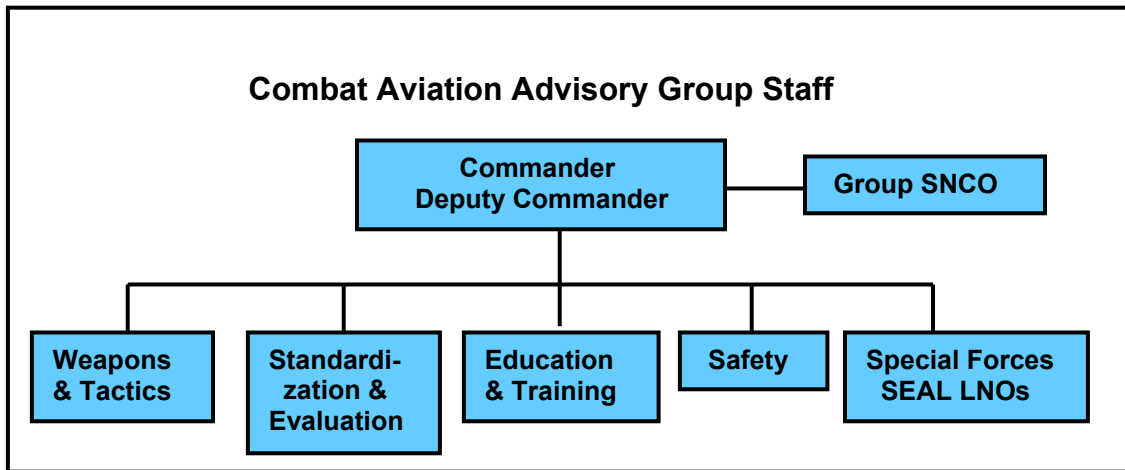 Combat Aviation Advisory Group Staff
Commander
Deputy Commander
Group SNCO
Weapons
& Tactics
Standardi-
zation &
Evaluation
Education
& Training
Safety
Special Forces
SEAL LNOs